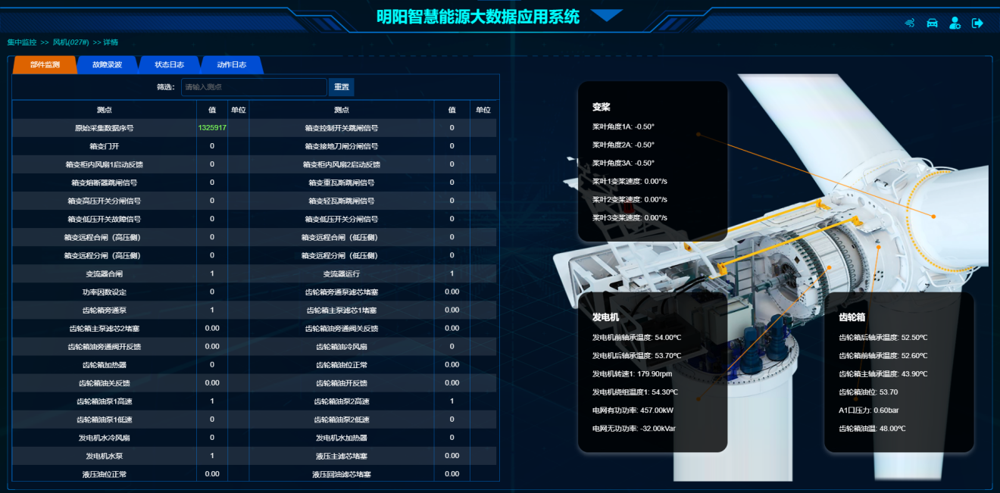 明阳智慧能源大数据应用系统
集中监控 >> 风机(027#) >> 详情
部件监测 故障录波 状态日志 动作日志
筛选: 请输入测点 重置
测点 值 单位 测点 值 单位
原始采集数据序号 1325917 箱变控制开关跳闸信号 0
箱变门开 0 箱变接地刀闸分闸信号 0
箱变柜内风扇1启动反馈 0 箱变柜内风扇2启动反馈 0
箱变熔断器跳闸信号 0 箱变重瓦斯跳闸信号 0
箱变高压开关分闸信号 0 箱变轻瓦斯跳闸信号 0
箱变低压开关故障信号 0 箱变低压开关分闸信号 0
箱变远程合闸（高压侧） 0 箱变远程合闸（低压侧） 0
箱变远程分闸（高压侧） 0 箱变远程分闸（低压侧） 0
变流器合闸 1 变流器运行 1
功率因数设定 0 齿轮箱旁通泵滤芯堵塞 0.00
齿轮箱旁通泵 1 齿轮箱主泵滤芯1堵塞 0.00
齿轮箱主泵滤芯2堵塞 0.00 齿轮箱油旁通阀关反馈 0.00
齿轮箱油旁通阀开反馈 0.00 齿轮箱油冷风扇 0
齿轮箱加热器 0 齿轮箱油位正常 0.00
齿轮箱油关反馈 0.00 齿轮箱油开反馈 0.00
齿轮箱油泵1高速 1 齿轮箱油泵2高速 1
齿轮箱油泵1低速 0 齿轮箱油泵2低速 0
发电机水冷风扇 0 发电机水加热器 0
发电机水泵 1 液压主滤芯堵塞 0.00
液压油位正常 0.00 液压回油滤芯堵塞 0.00
变桨
桨叶角度1A: -0.50°
桨叶角度2A: -0.50°
桨叶角度3A: -0.50°
桨叶1变桨速度: 0.00°/s
桨叶2变桨速度: 0.00°/s
桨叶3变桨速度: 0.00°/s
发电机
发电机前轴承温度: 54.00℃
发电机后轴承温度: 53.70℃
发电机转速1: 179.90rpm
发电机绕组温度1: 54.30℃
电网有功功率: 457.00kW
电网无功功率: -32.00kVar
齿轮箱
齿轮箱后轴承温度: 52.50℃
齿轮箱前轴承温度: 52.60℃
齿轮箱主轴承温度: 43.90℃
齿轮箱油位: 53.70
A1口压力: 0.60bar
齿轮箱油温: 48.00℃